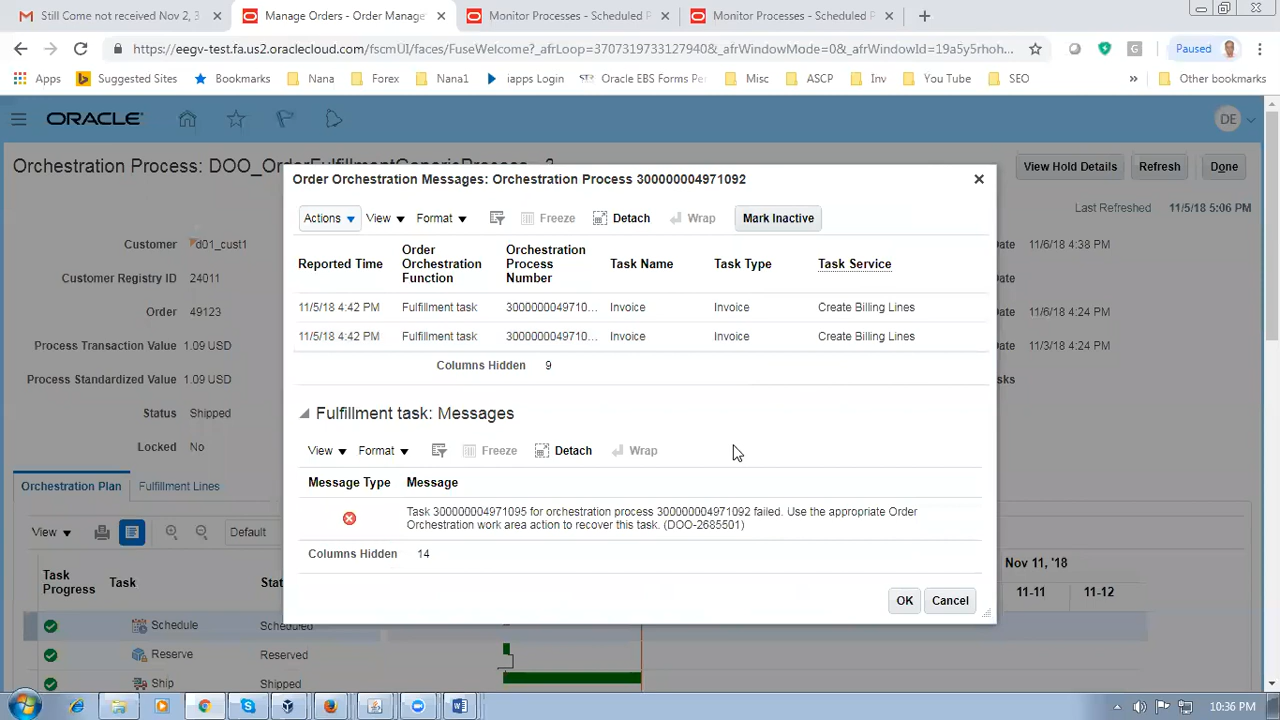 Still Come not received Nov 2, 3
Manage Orders - Order Manage
Monitor Processes - Scheduled P
Monitor Processes - Scheduled P
https://eegv-test.fa.us2.oraclecloud.com/fscmUI/faces/FuseWelcome?_afrLoop=37073197331279940&_afrWindowMode=0&_afrWindowId=19a5y5rhoh...
Paused
Apps Suggested Sites Bookmarks Nana Forex Nana1 iapps Login Oracle EBS Forms Pe Misc ASCP Inv You Tube SEO » Other bookmarks
ORACLE DE
Orchestration Process: DOO_OrderFulfillmentGenericProcess
View Hold Details Refresh Done
Last Refreshed 11/5/18 5:06 PM
Customer d01_cust1
Customer Registry ID 24011
Order 49123
Process Transaction Value 1.09 USD
Process Standardized Value 1.09 USD
Status Shipped
Locked No
Date 11/6/18 4:38 PM
Date
Date 11/6/18 4:24 PM
Date 11/3/18 4:24 PM
ks
Orchestration Plan Fulfillment Lines
View Default
Task Progress Task Sta
Schedule Scheduled
Reserve Reserved
Ship Shipped
Nov 11, '18
11-11 11-12
Order Orchestration Messages: Orchestration Process 300000004971092
Actions View Format Freeze Detach Wrap Mark Inactive
Reported Time Order Orchestration Function Orchestration Process Number Task Name Task Type Task Service
11/5/18 4:42 PM Fulfillment task 3000000049710... Invoice Invoice Create Billing Lines
11/5/18 4:42 PM Fulfillment task 3000000049710... Invoice Invoice Create Billing Lines
Columns Hidden 9
Fulfillment task: Messages
View Format Freeze Detach Wrap
Message Type Message
Task 300000004971095 for orchestration process 300000004971092 failed. Use the appropriate Order
Orchestration work area action to recover this task. (DOO-2685501)
Columns Hidden 14
OK Cancel
10:36 PM